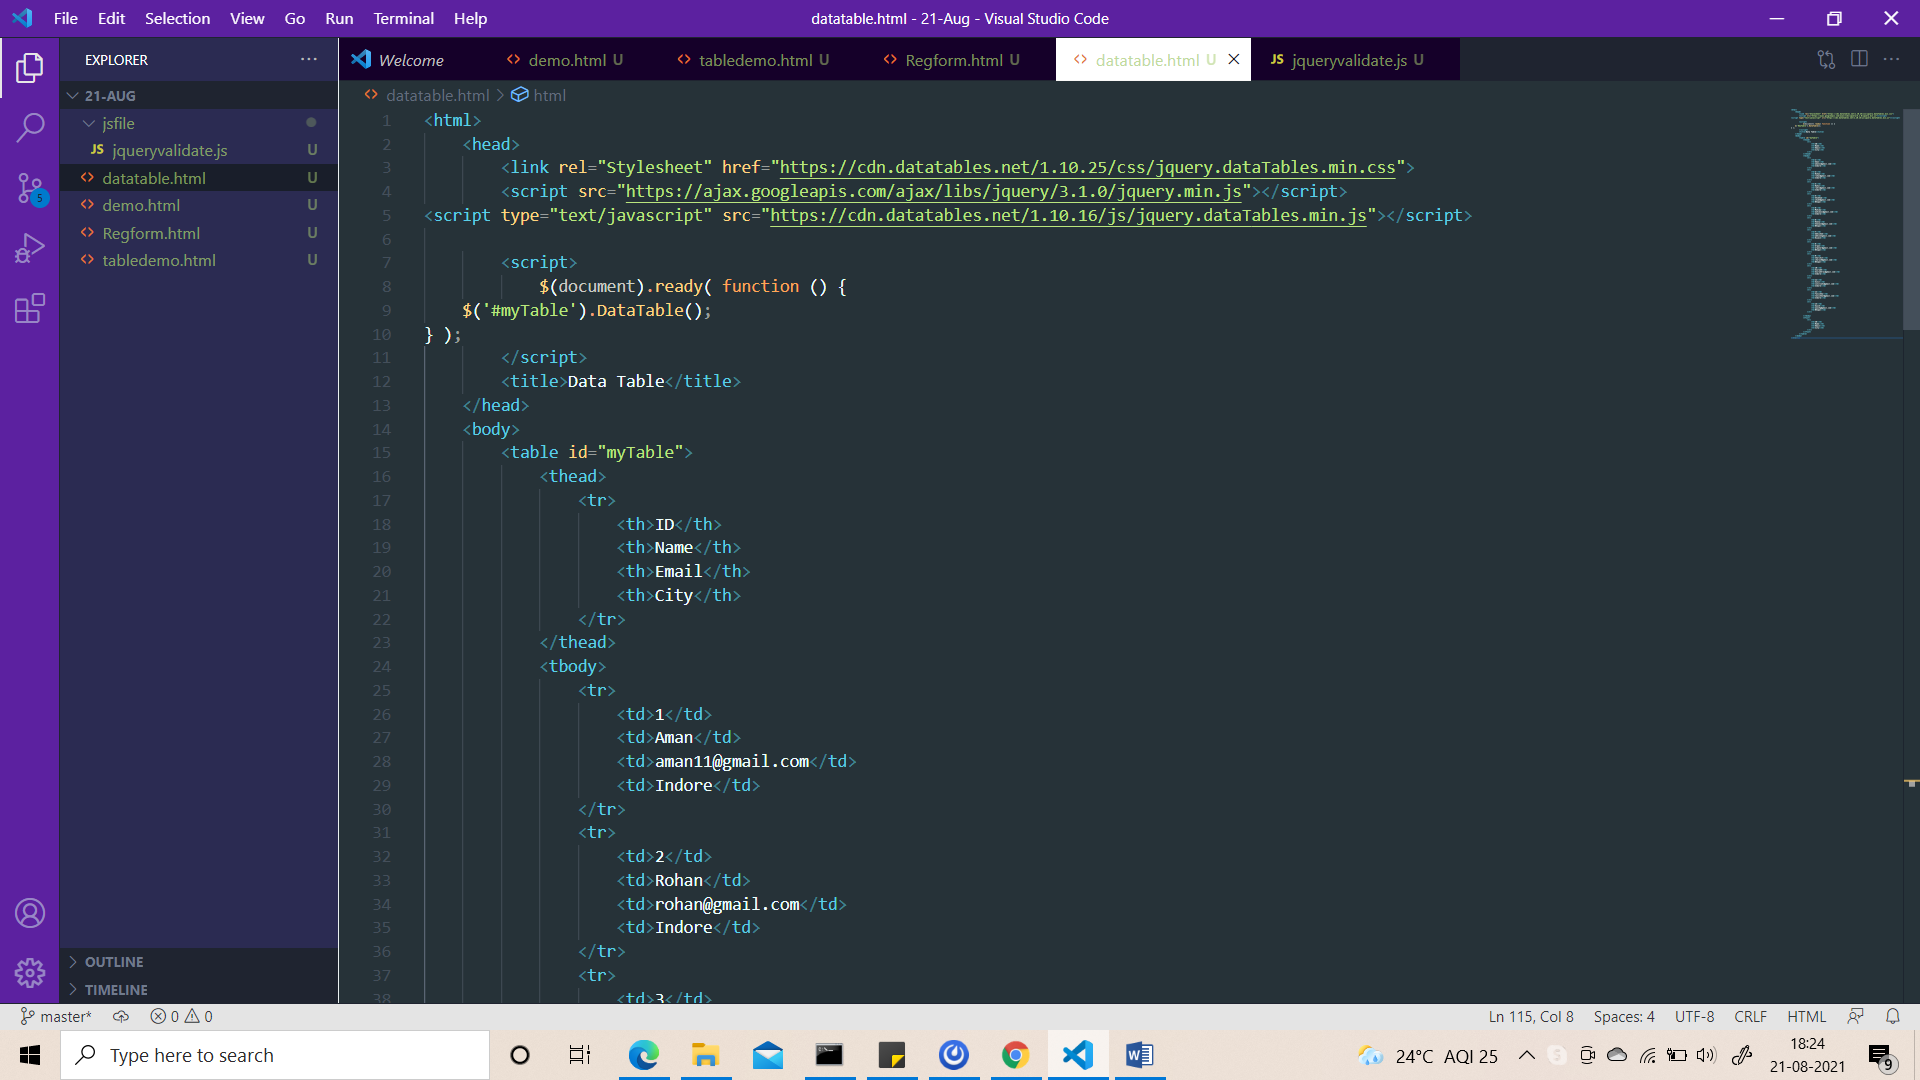 File Edit Selection View Go Run Terminal Help
datatable.html - 21-Aug - Visual Studio Code
EXPLORER
21-AUG
jsfile
JS jqueryvalidate.js U
datatable.html U
demo.html U
Regform.html U
tabledemo.html U
OUTLINE
TIMELINE
Welcome
demo.html U
tabledemo.html U
Regform.html U
datatable.html U
JS jqueryvalidate.js U
datatable.html > html
1 <html>
2 <head>
3 <link rel="Stylesheet" href="https://cdn.datatables.net/1.10.25/css/jquery.dataTables.min.css">
4 <script src="https://ajax.googleapis.com/ajax/libs/jquery/3.1.0/jquery.min.js"></script>
5 <script type="text/javascript" src="https://cdn.datatables.net/1.10.16/js/jquery.dataTables.min.js"></script>
6
7 <script>
8 $(document).ready( function () {
9 $('#myTable').DataTable();
10 } );
11 </script>
12 <title>Data Table</title>
13 </head>
14 <body>
15 <table id="myTable">
16 <thead>
17 <tr>
18 <th>ID</th>
19 <th>Name</th>
20 <th>Email</th>
21 <th>City</th>
22 </tr>
23 </thead>
24 <tbody>
25 <tr>
26 <td>1</td>
27 <td>Aman</td>
28 <td>aman11@gmail.com</td>
29 <td>Indore</td>
30 </tr>
31 <tr>
32 <td>2</td>
33 <td>Rohan</td>
34 <td>rohan@gmail.com</td>
35 <td>Indore</td>
36 </tr>
37 <tr>
38 <td>3</td>
5
master* 0 0
Ln 115, Col 8 Spaces: 4 UTF-8 CRLF HTML
Type here to search
24°C AQI 25
18:24
21-08-2021
9